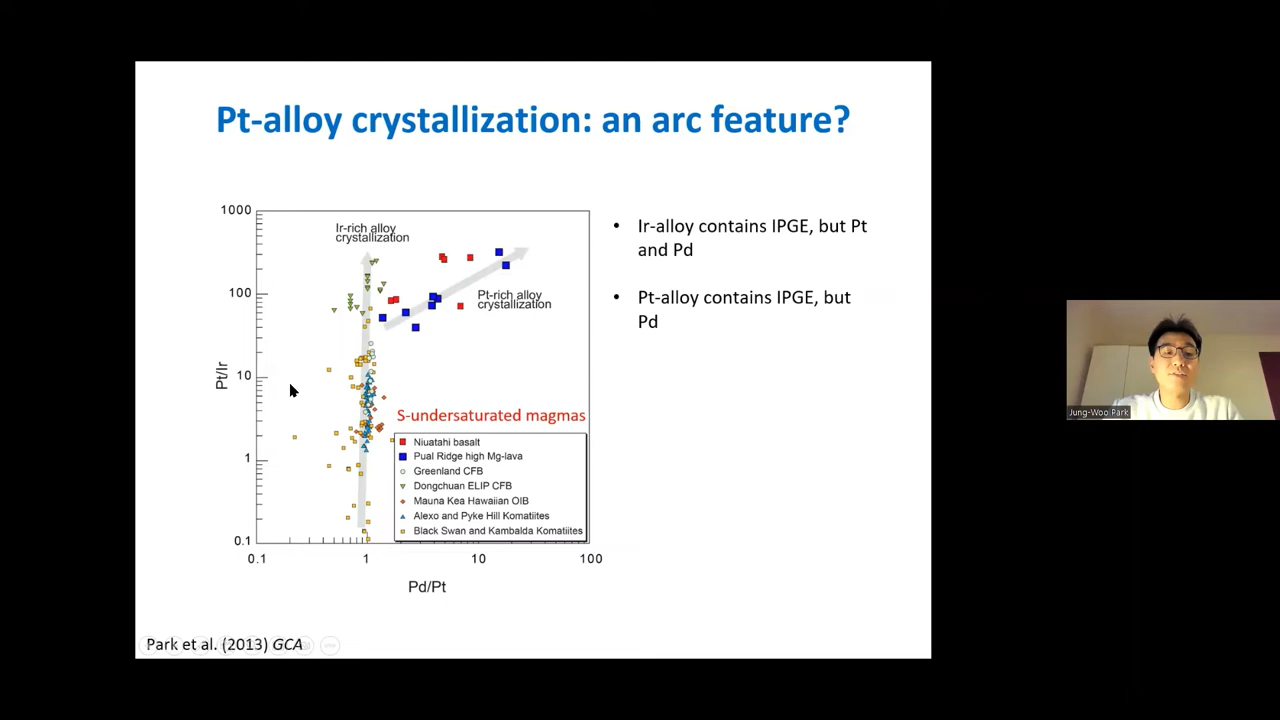 Pt-alloy crystallization: an arc feature?
1000
100
10
1
0.1
Pt/Ir
Ir-rich alloy
crystallization
Pt-rich alloy
crystallization
S-undersaturated magmas
Niuatahi basalt
Pual Ridge high Mg-lava
Greenland CFB
Dongchuan ELIP CFB
Mauna Kea Hawaiian OIB
Alexo and Pyke Hill Komatiites
Black Swan and Kambalda Komatiites
0.1
1
10
100
Pd/Pt
• Ir-alloy contains IPGE, but Pt
and Pd
• Pt-alloy contains IPGE, but
Pd
Park et al. (2013) GCA
Jung-Woo Park